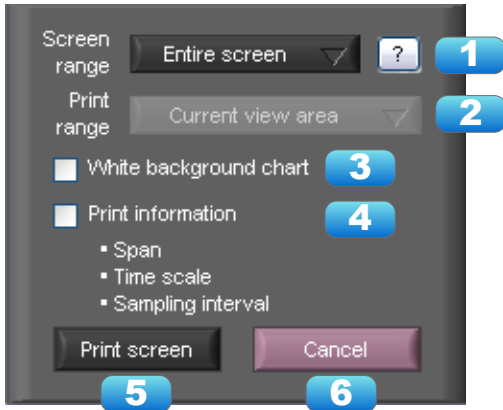 Screen range Entire screen ? 1
Print range Current view area 2
White background chart 3
Print information 4
▪ Span
▪ Time scale
▪ Sampling interval
Print screen Cancel
5 6